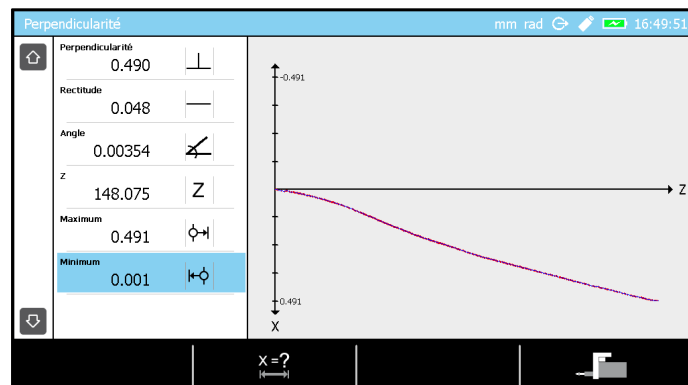 Perpendicularité
mm rad 16:49:51
Perpendicularité
0.490
Rectitude
0.048
Angle
0.00354
Z
148.075
Z
Maximum
0.491
Minimum
0.001
-0.491
Z
0.491
X
x =?